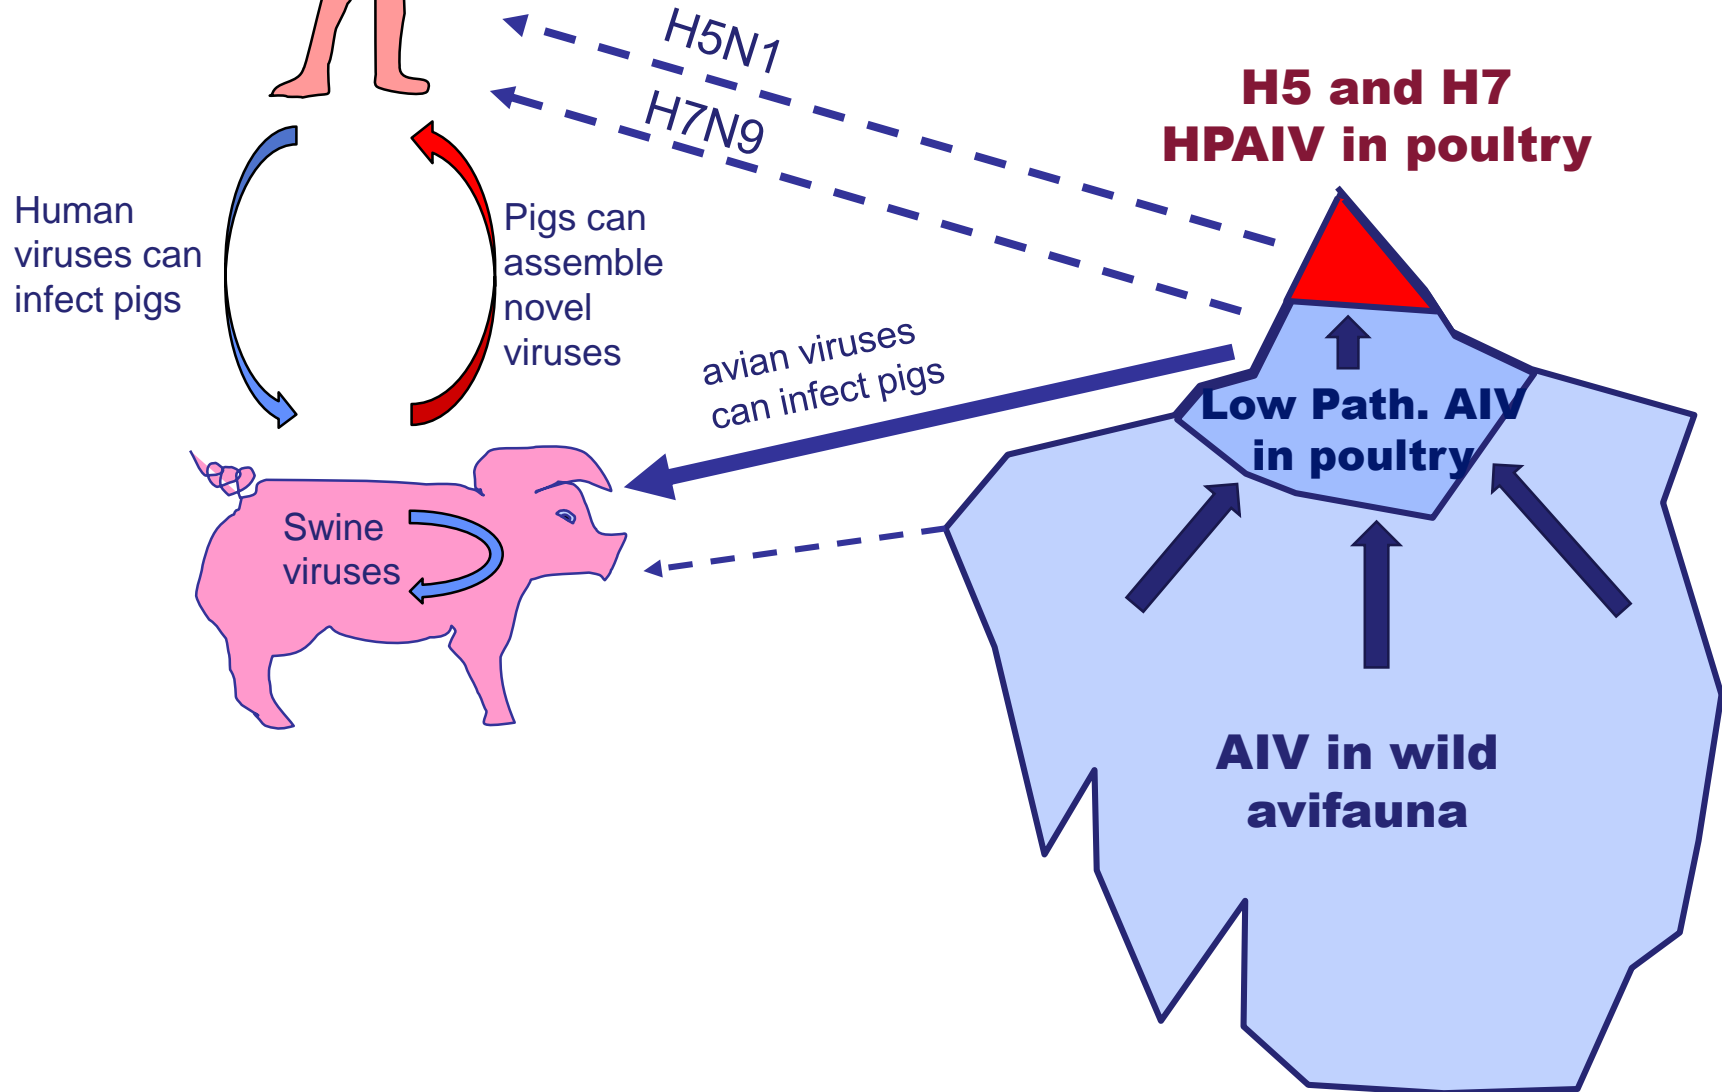 H5N1
H7N9
H5 and H7
HPAIV in poultry
Human
viruses can
infect pigs
Pigs can
assemble
novel
viruses
avian viruses
can infect pigs
Low Path. AIV
in poultry
Swine
viruses
AIV in wild
avifauna